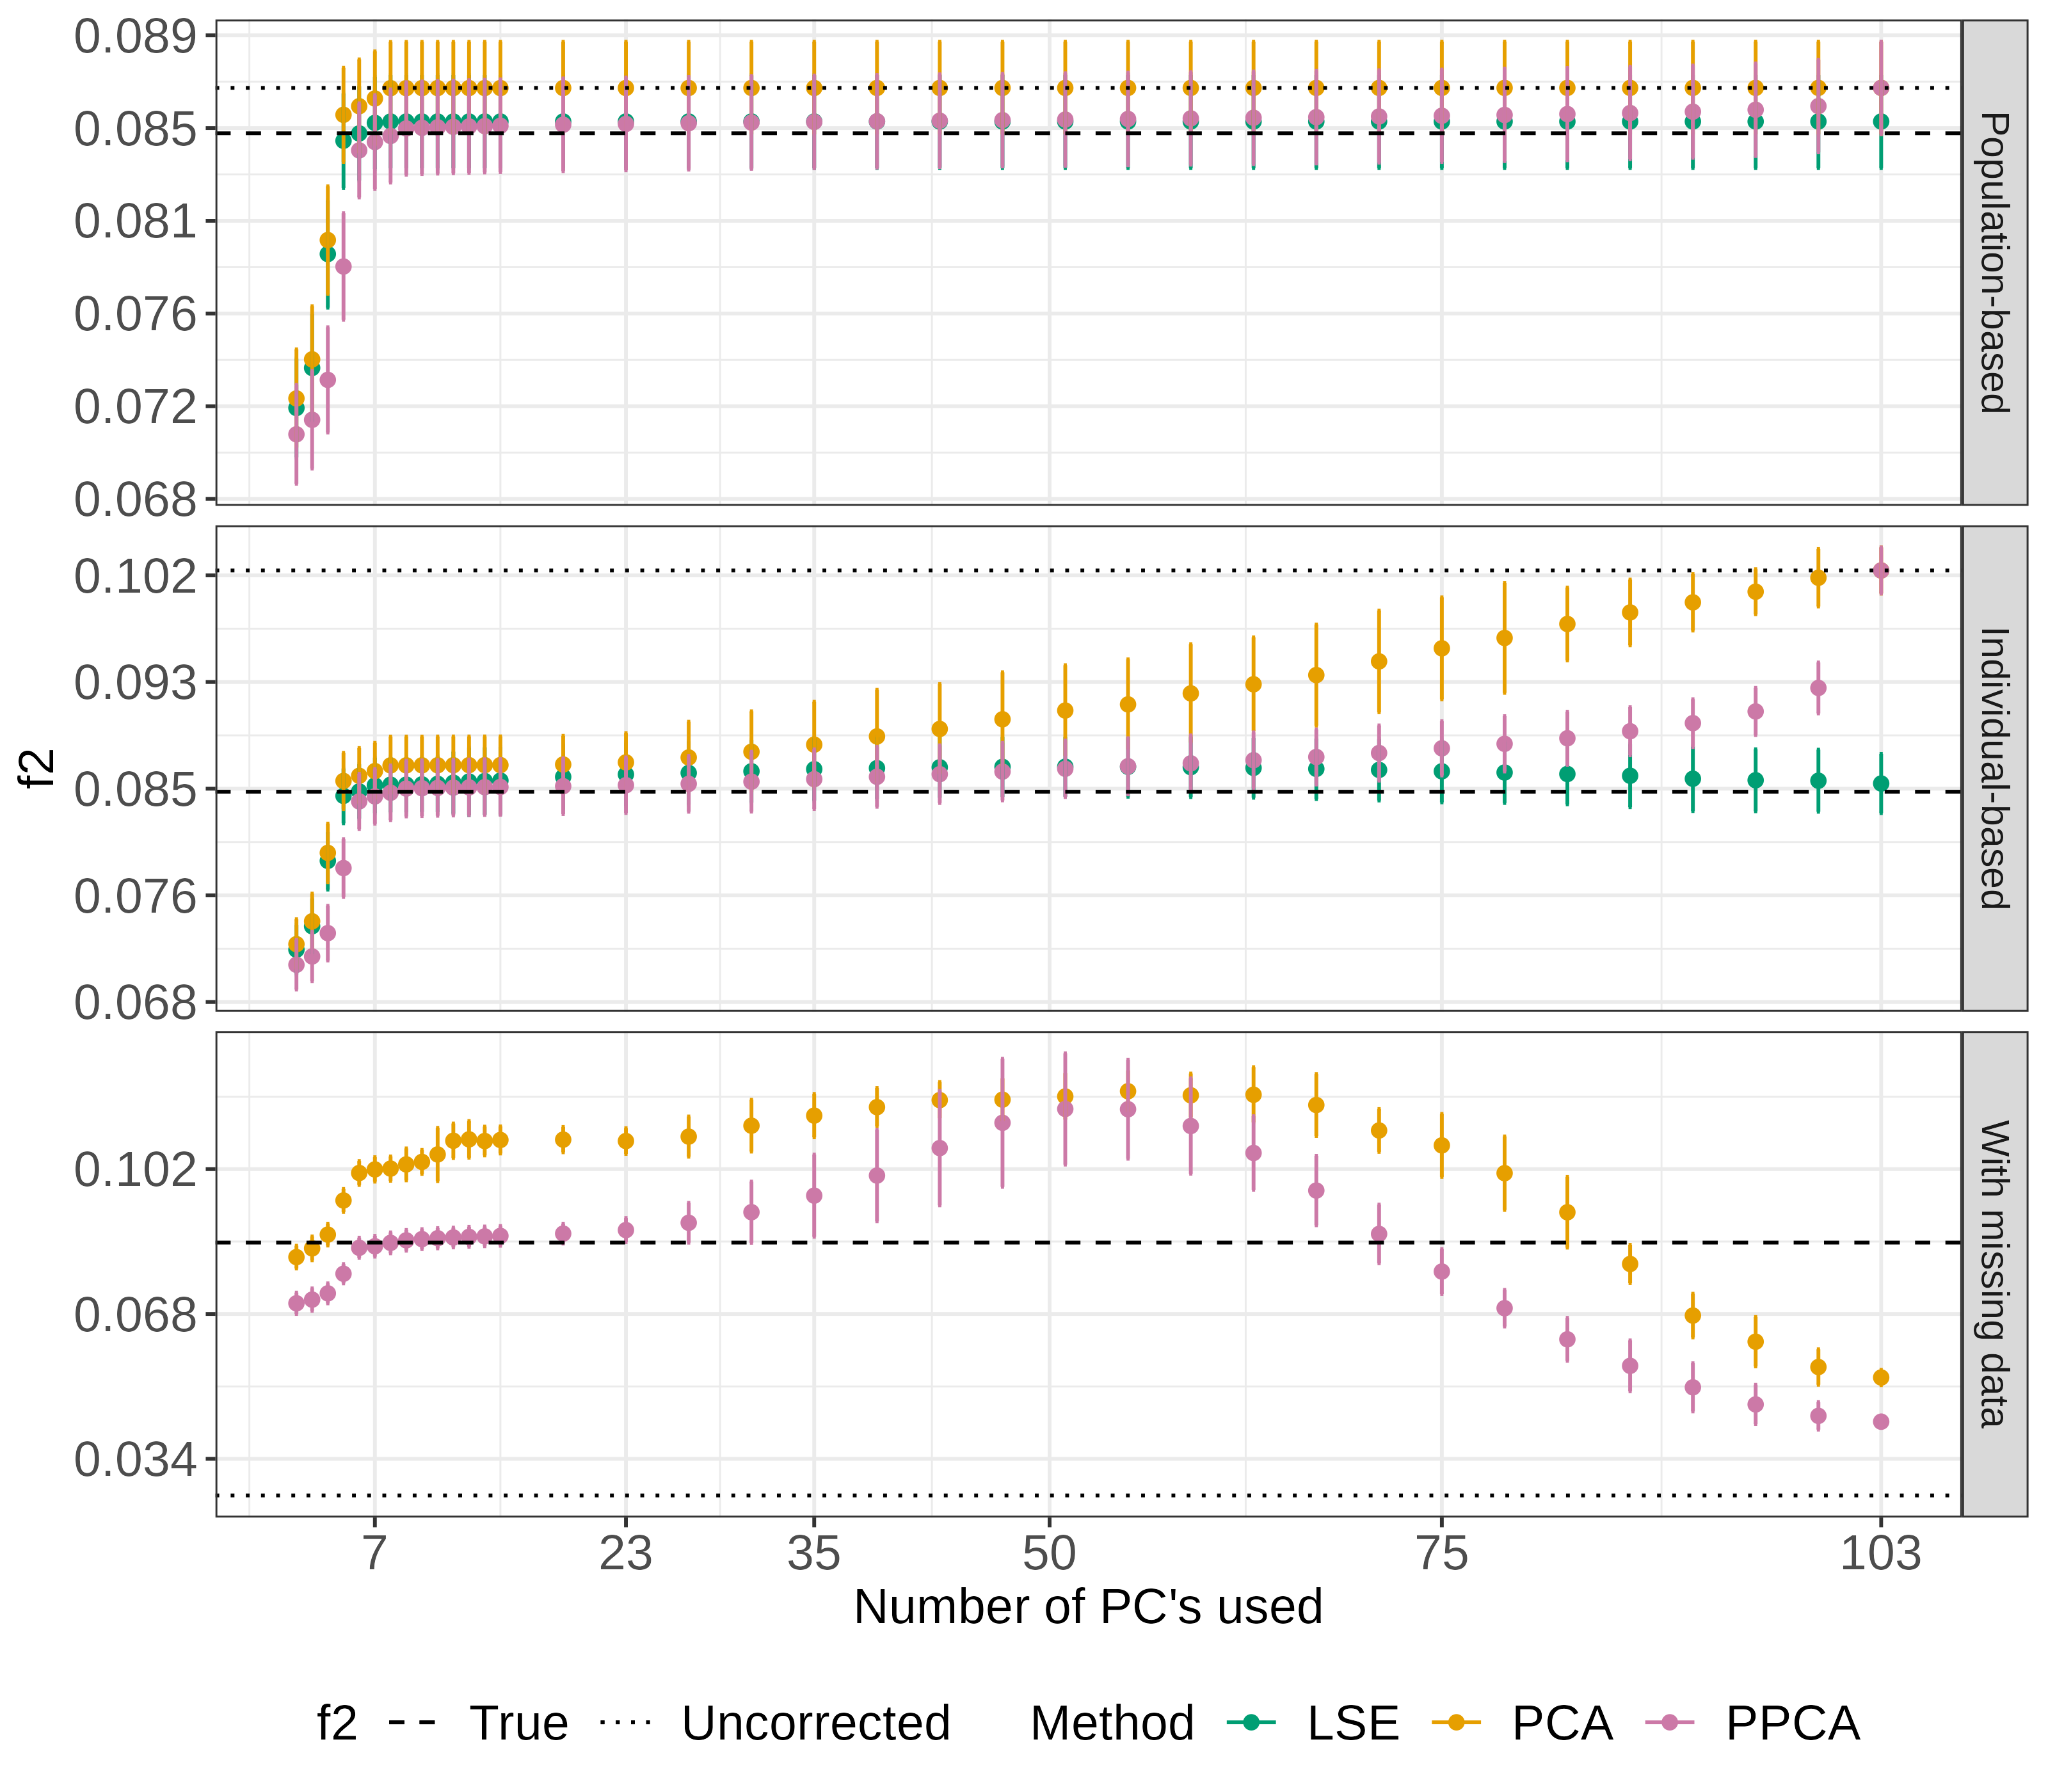 0.089
0.085
0.081
0.076
0.072
0.068
Population-based
0.102
0.093
0.085
0.076
0.068
Individual-based
0.102
0.068
0.034
With missing data
f2
7 23 35 50 75 103
Number of PC's used
f2 True Uncorrected Method LSE PCA PPCA